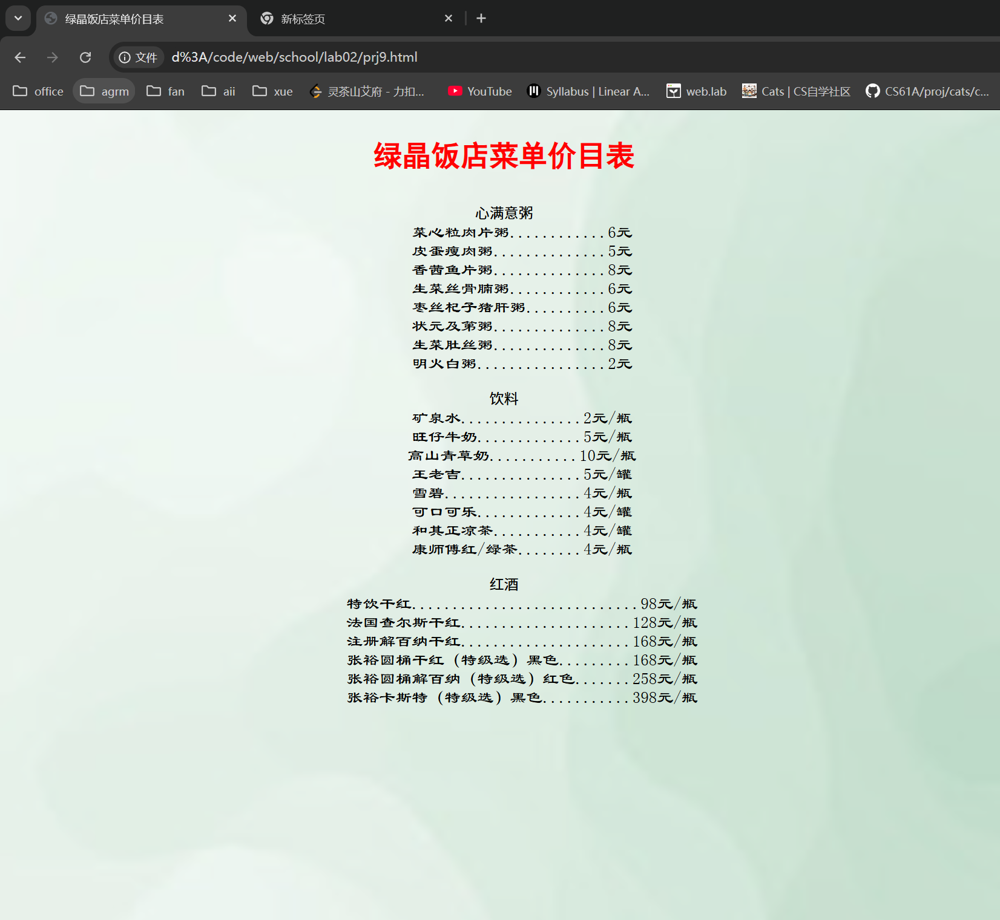 绿晶饭店菜单价目表
新标签页
文件 d%3A/code/web/school/lab02/prj9.html
office agrm fan aii xue 灵茶山艾府 - 力扣... YouTube Syllabus | Linear A... web.lab Cats | CS自学社区 CS61A/proj/cats/c...
绿晶饭店菜单价目表
心满意粥
菜心粒肉片粥............6元
皮蛋瘦肉粥..............5元
香茜鱼片粥..............8元
生菜丝骨腩粥............6元
枣丝杞子猪肝粥..........6元
状元及第粥..............8元
生菜肚丝粥..............8元
明火白粥................2元
饮料
矿泉水...............2元/瓶
旺仔牛奶.............5元/瓶
高山青草奶...........10元/瓶
王老吉...............5元/罐
雪碧.................4元/瓶
可口可乐.............4元/罐
和其正凉茶...........4元/罐
康师傅红/绿茶........4元/瓶
红酒
特饮干红............................98元/瓶
法国查尔斯干红.....................128元/瓶
注册解百纳干红.....................168元/瓶
张裕圆桶干红（特级选）黑色.........168元/瓶
张裕圆桶解百纳（特级选）红色.......258元/瓶
张裕卡斯特（特级选）黑色...........398元/瓶